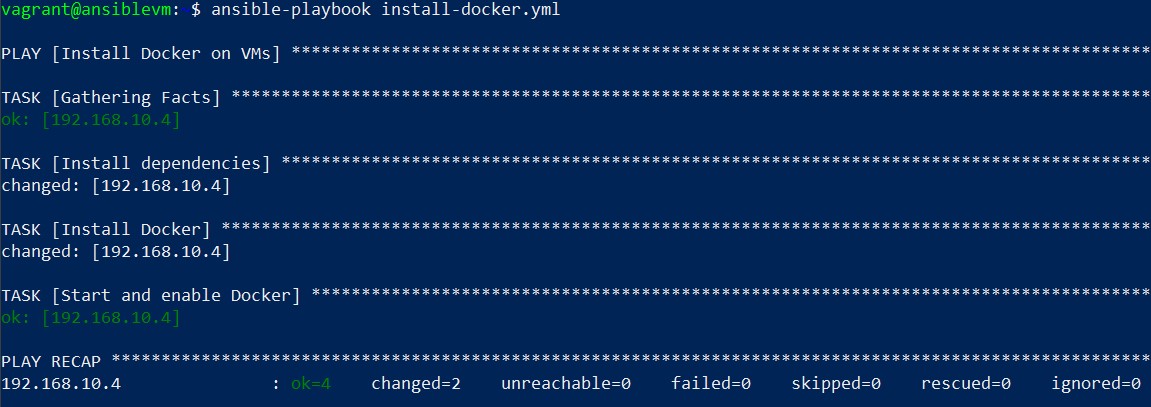 vagrant@ansiblevm:~$ ansible-playbook install-docker.yml
PLAY [Install Docker on VMs] **************************************************************************************
TASK [Gathering Facts] ********************************************************************************************
ok: [192.168.10.4]
TASK [Install dependencies] ***************************************************************************************
changed: [192.168.10.4]
TASK [Install Docker] *********************************************************************************************
changed: [192.168.10.4]
TASK [Start and enable Docker] ************************************************************************************
ok: [192.168.10.4]
PLAY RECAP ********************************************************************************************************
192.168.10.4 : ok=4 changed=2 unreachable=0 failed=0 skipped=0 rescued=0 ignored=0